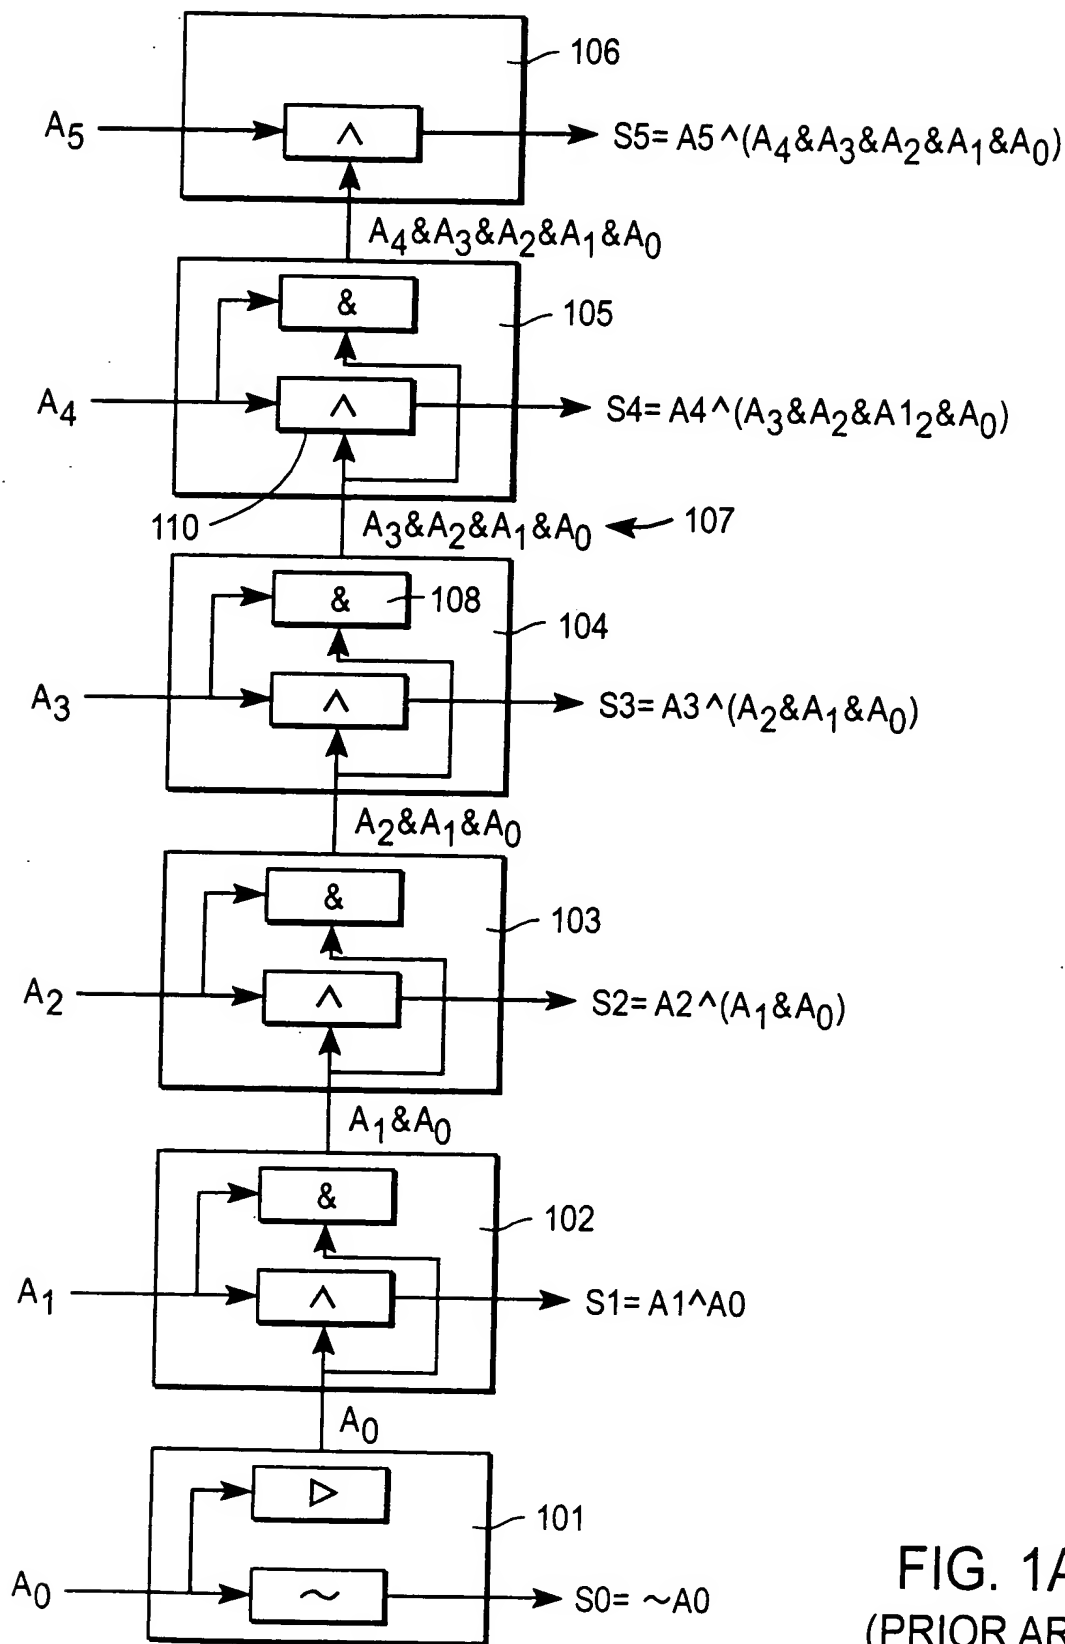 106
A5
^
S5= A5^(A4&A3&A2&A1&A0)
A4&A3&A2&A1&A0
&
105
A4
^
S4= A4^(A3&A2&A12&A0)
110
A3&A2&A1&A0
107
&
108
104
A3
^
S3= A3^(A2&A1&A0)
A2&A1&A0
&
103
A2
^
S2= A2^(A1&A0)
A1&A0
&
102
A1
^
S1= A1^A0
A0
101
A0
~
S0= ~A0
FIG. 1A
(PRIOR AR